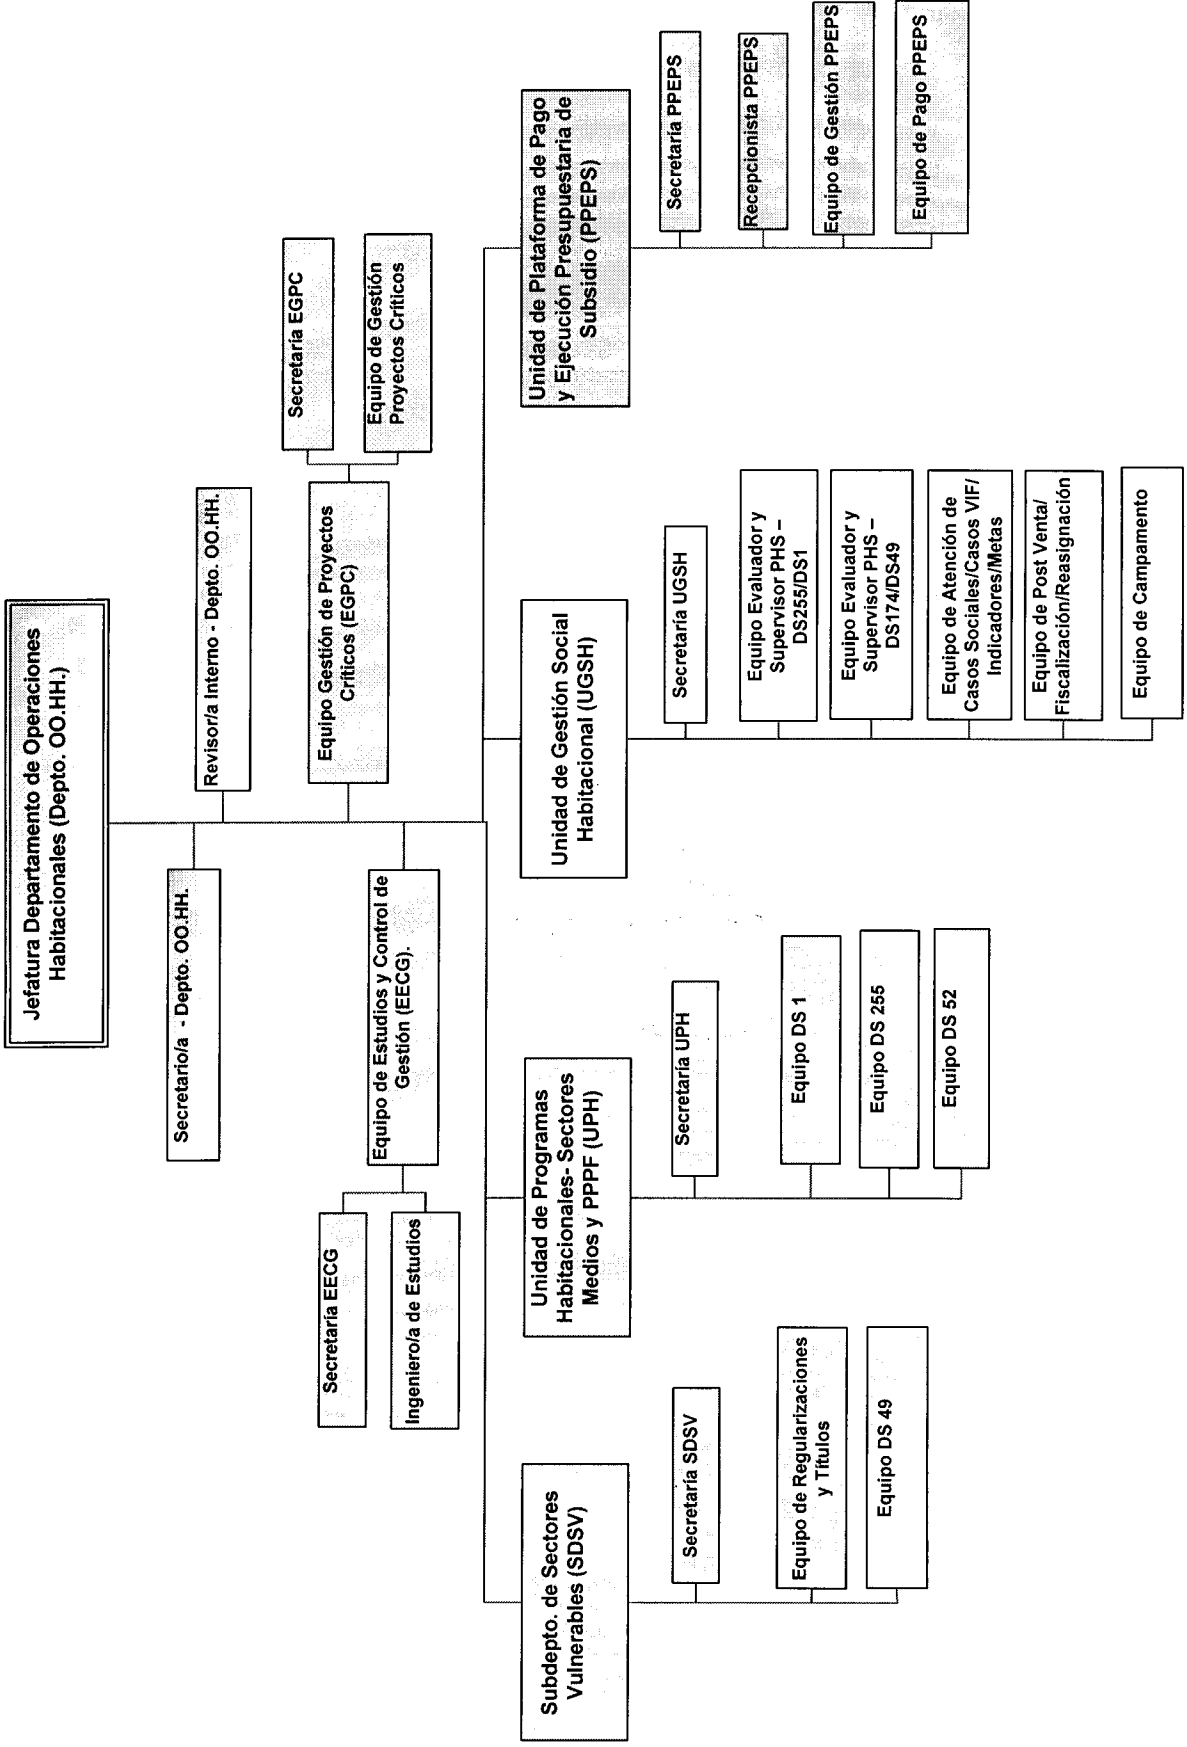 Jefatura Departamento de Operaciones
Habitacionales (Depto. OO.HH.)
Secretario/a - Depto. OO.HH.
Revisor/a Interno - Depto. OO.HH.
Equipo Gestión de Proyectos
Críticos (EGPC)
Secretaría EGPC
Equipo de Gestión
Proyectos Críticos
Equipo de Estudios y Control de
Gestión (EECG).
Secretaría EECG
Ingeniero/a de Estudios
Subdepto. de Sectores
Vulnerables (SDSV)
Secretaría SDSV
Equipo de Regularizaciones
y Títulos
Equipo DS 49
Unidad de Programas
Habitacionales- Sectores
Medios y PPPF (UPH)
Secretaría UPH
Equipo DS 1
Equipo DS 255
Equipo DS 52
Unidad de Gestión Social
Habitacional (UGSH)
Secretaría UGSH
Equipo Evaluador y
Supervisor PHS –
DS255/DS1
Equipo Evaluador y
Supervisor PHS –
DS174/DS49
Equipo de Atención de
Casos Sociales/Casos VIF/
Indicadores/Metas
Equipo de Post Venta/
Fiscalización/Reasignación
Equipo de Campamento
Unidad de Plataforma de Pago
y Ejecución Presupuestaria de
Subsidio (PPEPS)
Secretaría PPEPS
Recepcionista PPEPS
Equipo de Gestión PPEPS
Equipo de Pago PPEPS